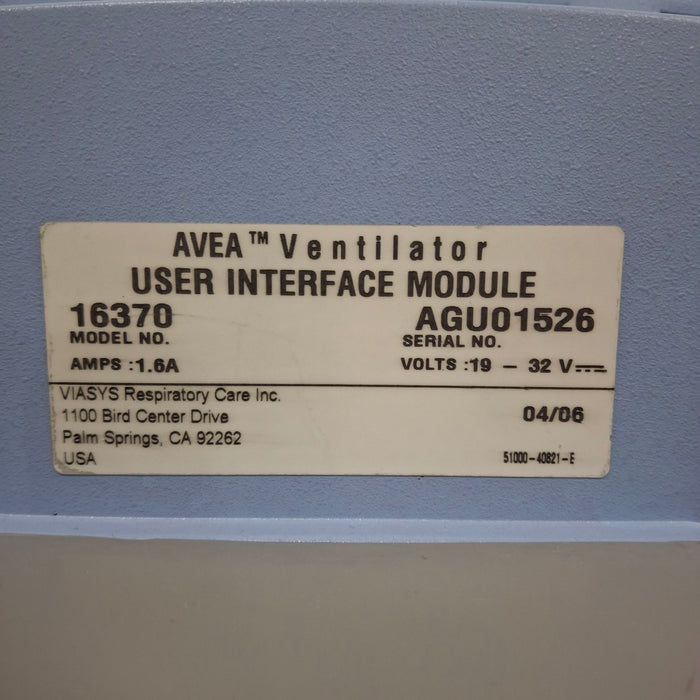 AVEA™ Ventilator
USER INTERFACE MODULE
16370 AGU01526
MODEL NO. SERIAL NO.
AMPS :1.6A VOLTS :19 – 32 V⎓
VIASYS Respiratory Care Inc.
1100 Bird Center Drive 04/06
Palm Springs, CA 92262
USA 51000-40821-E